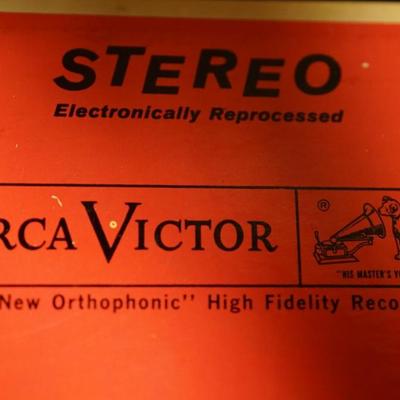 STEREO
Electronically Reprocessed
RCA VICTOR
®
"HIS MASTER'S
"New Orthophonic" High Fidelity